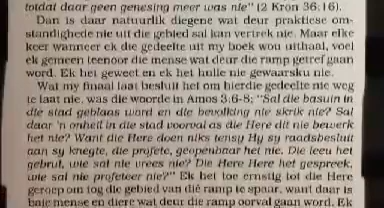 totdat daar geen genesing meer was nie" (2 Kron 36:16).
Dan is daar natuurlik diegene wat deur praktiese om-
standighede nie uit die gebied sal kan vertrek nie. Maar elke
keer wanneer ek die gedeelte uit my boek wou uithaal, voel
ek gemeen teenoor die mense wat deur die ramp getref gaan
word. Ek het geweet en ek het hulle nie gewaarsku nie.
Wat my finaal laat besluit het om hierdie gedeelte nie weg
te laat nie, was die woorde in Amos 3:6-8; "Sal die basuin in
die stad geblaas word en die bevolking nie skrik nie? Sal
daar 'n onheil in die stad voorval as die Here dit nie bewerk
het nie? Want die Here doen niks tensy Hy sy raadsbesluit
aan sy knegte, die profete, geopenbaar het nie. Die leeu het
gebrul, wie sal nie vrees nie? Die Here Here het gespreek,
wie sal nie profeteer nie?" Ek het toe ernstig tot die Here
geroep om tog die gebied van dié ramp te spaar, want daar is
baie mense en diere wat deur die ramp oorval gaan word. Ek